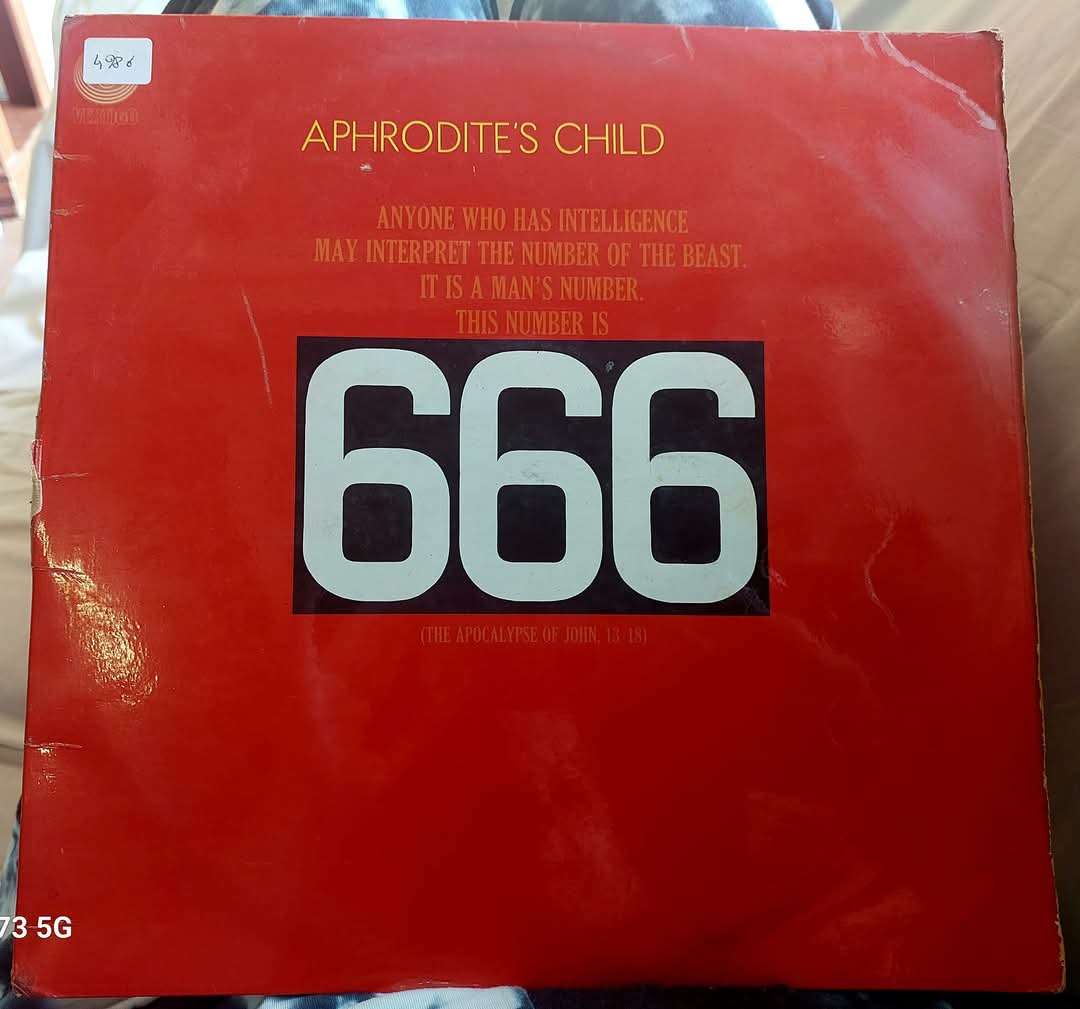 4986
VERTIGO
APHRODITE'S CHILD
ANYONE WHO HAS INTELLIGENCE
MAY INTERPRET THE NUMBER OF THE BEAST.
IT IS A MAN'S NUMBER.
THIS NUMBER IS
666
(THE APOCALYPSE OF JOHN, 13 18)
73 5G